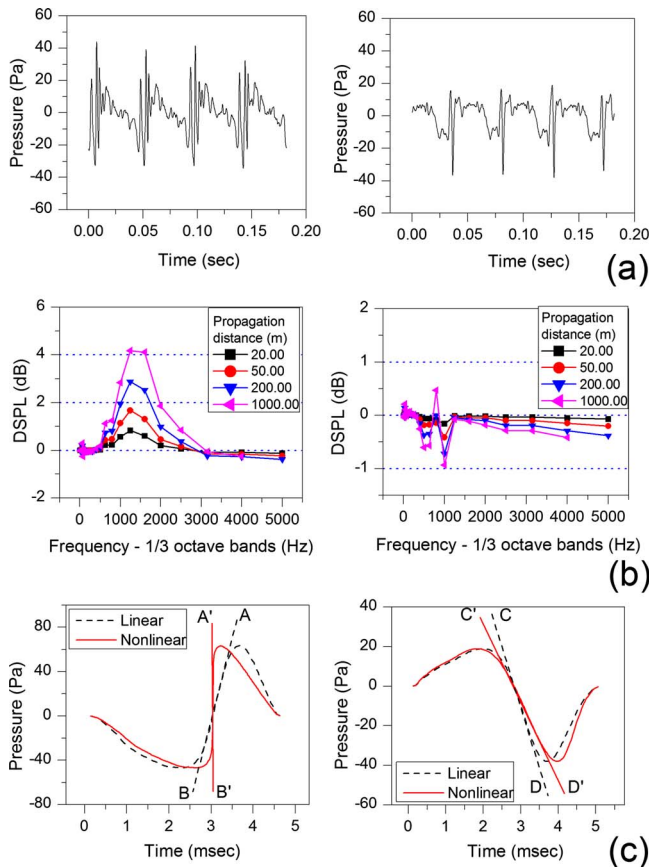 60
40
20
0
-20
-40
-60
Pressure (Pa)
0.00 0.05 0.10 0.15 0.20
Time (sec)
60
40
20
0
-20
-40
-60
Pressure (Pa)
0.00 0.05 0.10 0.15 0.20
Time (sec)
(a)
6
4
2
0
-2
DSPL (dB)
Propagation
distance (m)
20.00
50.00
200.00
1000.00
0 1000 2000 3000 4000 5000
Frequency - 1/3 octave bands (Hz)
2
1
0
-1
DSPL (dB)
Propagation
distance (m)
20.00
50.00
200.00
1000.00
0 1000 2000 3000 4000 5000
Frequency - 1/3 octave bands (Hz)
(b)
80
40
0
-40
-80
Pressure (Pa)
Linear
Nonlinear
A' A
B B'
0 1 2 3 4 5
Time (msec)
40
20
0
-20
-40
-60
Pressure (Pa)
C' C
D D'
Linear
Nonlinear
0 1 2 3 4 5
Time (msec)
(c)